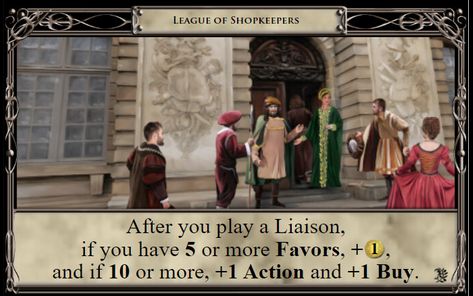 League of Shopkeepers
After you play a Liaison,
if you have 5 or more Favors, +1,
and if 10 or more, +1 Action and +1 Buy.